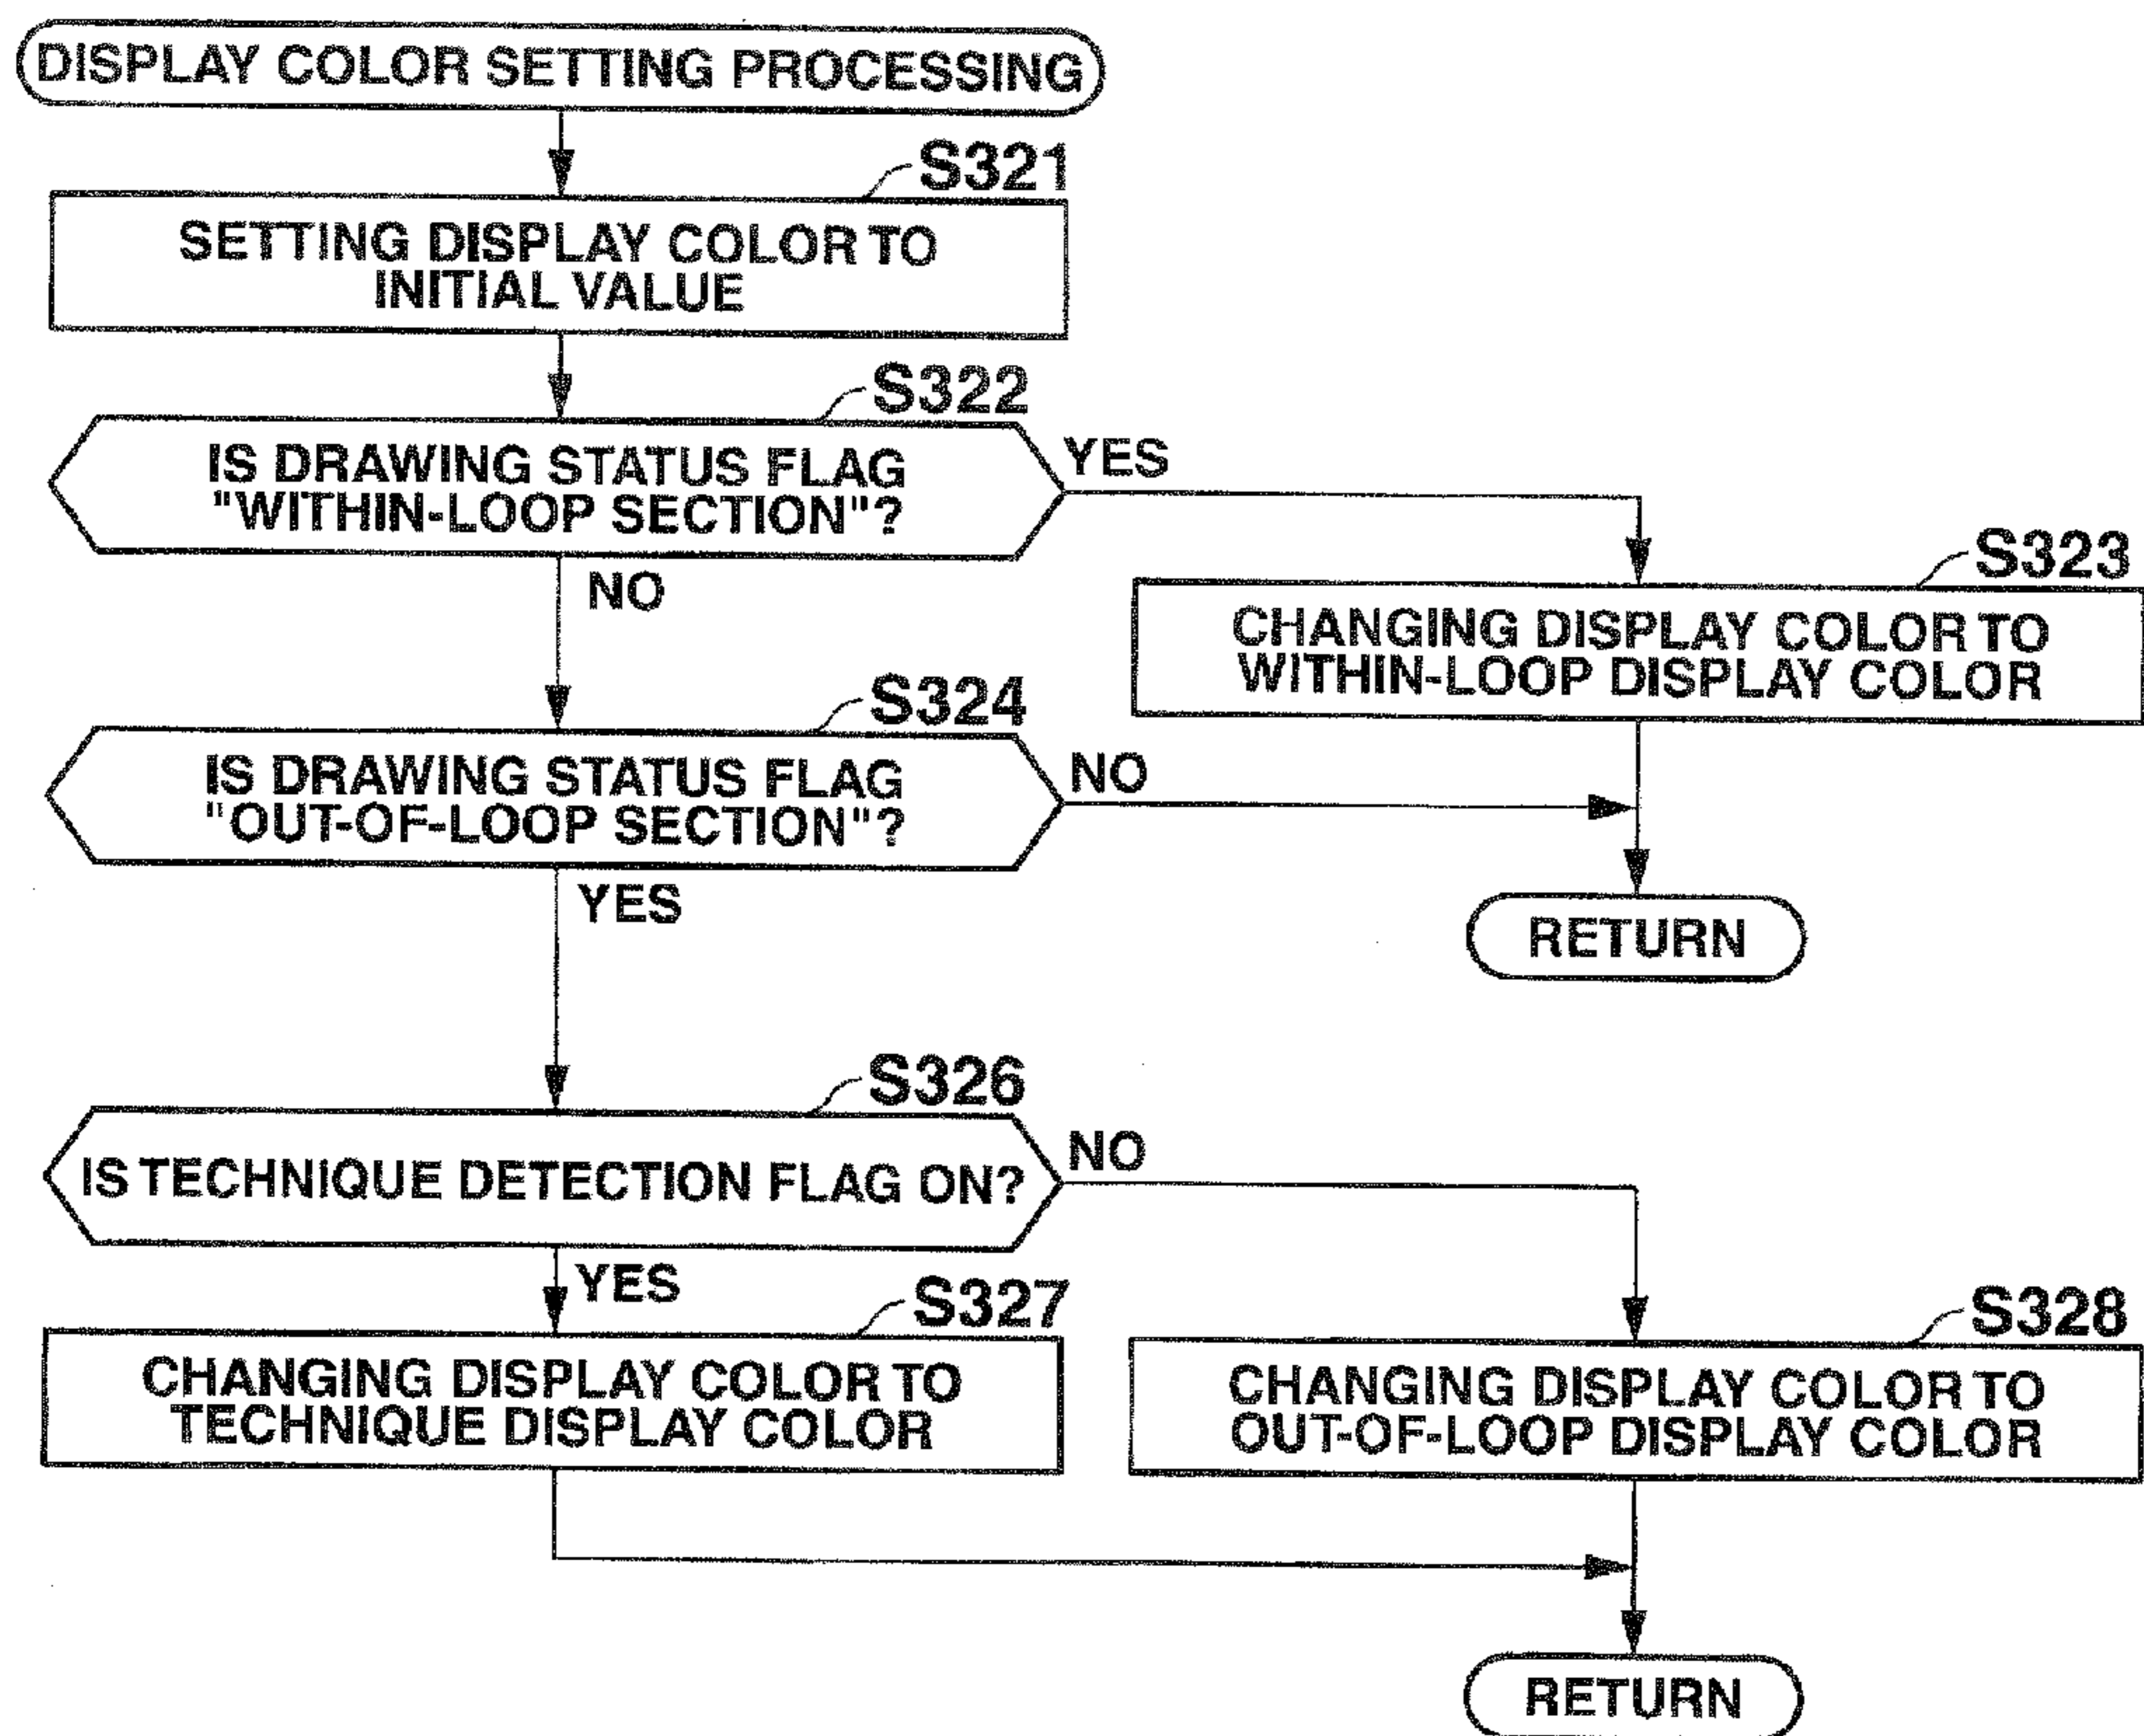 DISPLAY COLOR SETTING PROCESSING
S321
SETTING DISPLAY COLOR TO
INITIAL VALUE
S322
IS DRAWING STATUS FLAG
"WITHIN-LOOP SECTION"?
YES
NO
S323
CHANGING DISPLAY COLOR TO
WITHIN-LOOP DISPLAY COLOR
S324
IS DRAWING STATUS FLAG
"OUT-OF-LOOP SECTION"?
NO
YES
RETURN
S326
IS TECHNIQUE DETECTION FLAG ON?
NO
YES
S327
CHANGING DISPLAY COLOR TO
TECHNIQUE DISPLAY COLOR
S328
CHANGING DISPLAY COLOR TO
OUT-OF-LOOP DISPLAY COLOR
RETURN